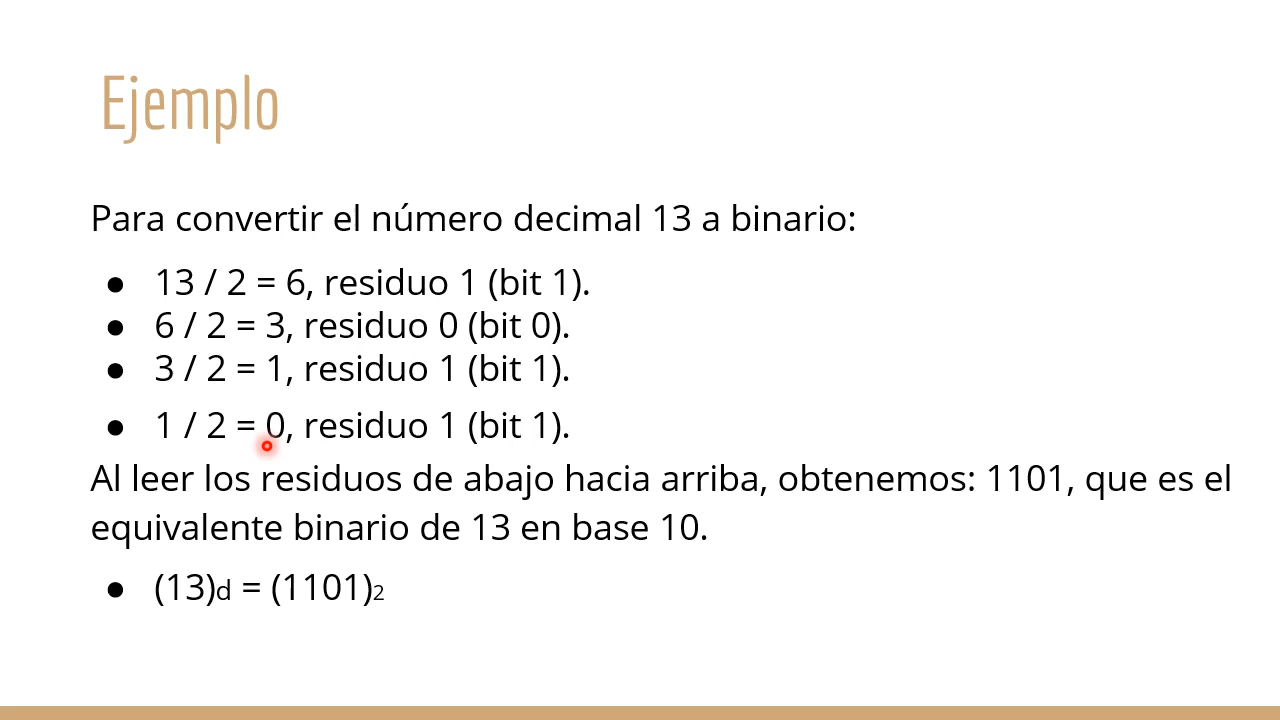 Ejemplo
Para convertir el número decimal 13 a binario:
● 13 / 2 = 6, residuo 1 (bit 1).
● 6 / 2 = 3, residuo 0 (bit 0).
● 3 / 2 = 1, residuo 1 (bit 1).
● 1 / 2 = 0, residuo 1 (bit 1).
Al leer los residuos de abajo hacia arriba, obtenemos: 1101, que es el
equivalente binario de 13 en base 10.
● (13)d = (1101)2